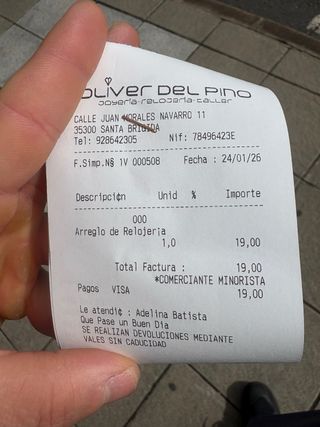 OLIVER DEL PINO
joyería-relojería-taller
CALLE JUAN MORALES NAVARRO 11
35300 SANTA BRIGIDA
Tel: 928642305 Nif: 78496423E
F.Simp.N§ 1V 000508 Fecha : 24/01/26
Descripci¢n Unid % Importe
000
Arreglo de Relojer¡a
1,0 19,00
Total Factura : 19,00
*COMERCIANTE MINORISTA
Pagos VISA 19,00
Le atendi¢ : Adelina Batista
Que Pase un Buen Dia
SE REALIZAN DEVOLUCIONES MEDIANTE
VALES SIN CADUCIDAD